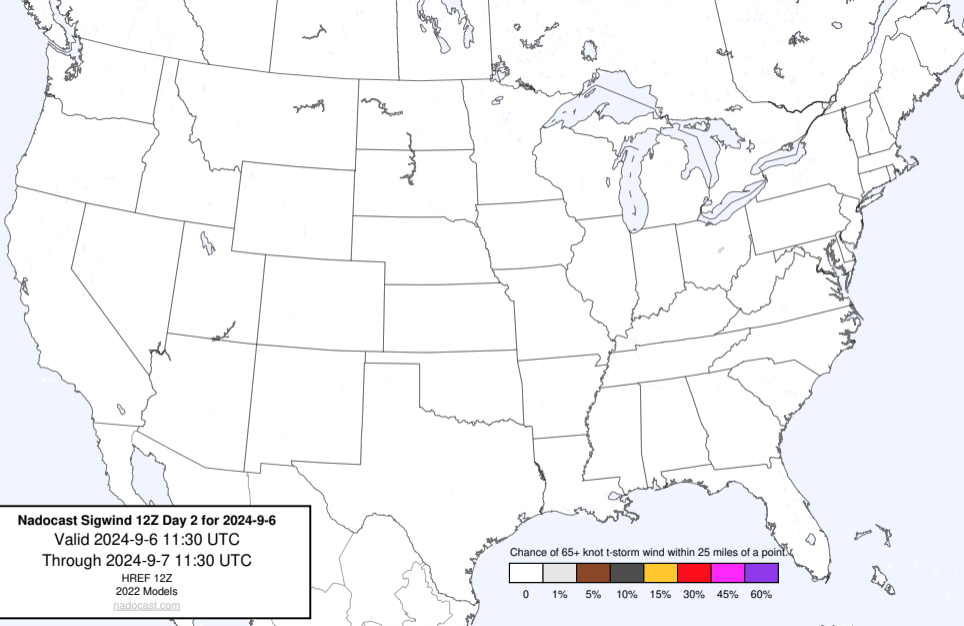 Nadocast Sigwind 12Z Day 2 for 2024-9-6
Valid 2024-9-6 11:30 UTC
Through 2024-9-7 11:30 UTC
HREF 12Z
2022 Models
nadocast.com
Chance of 65+ knot t-storm wind within 25 miles of a point.
0 1% 5% 10% 15% 30% 45% 60%